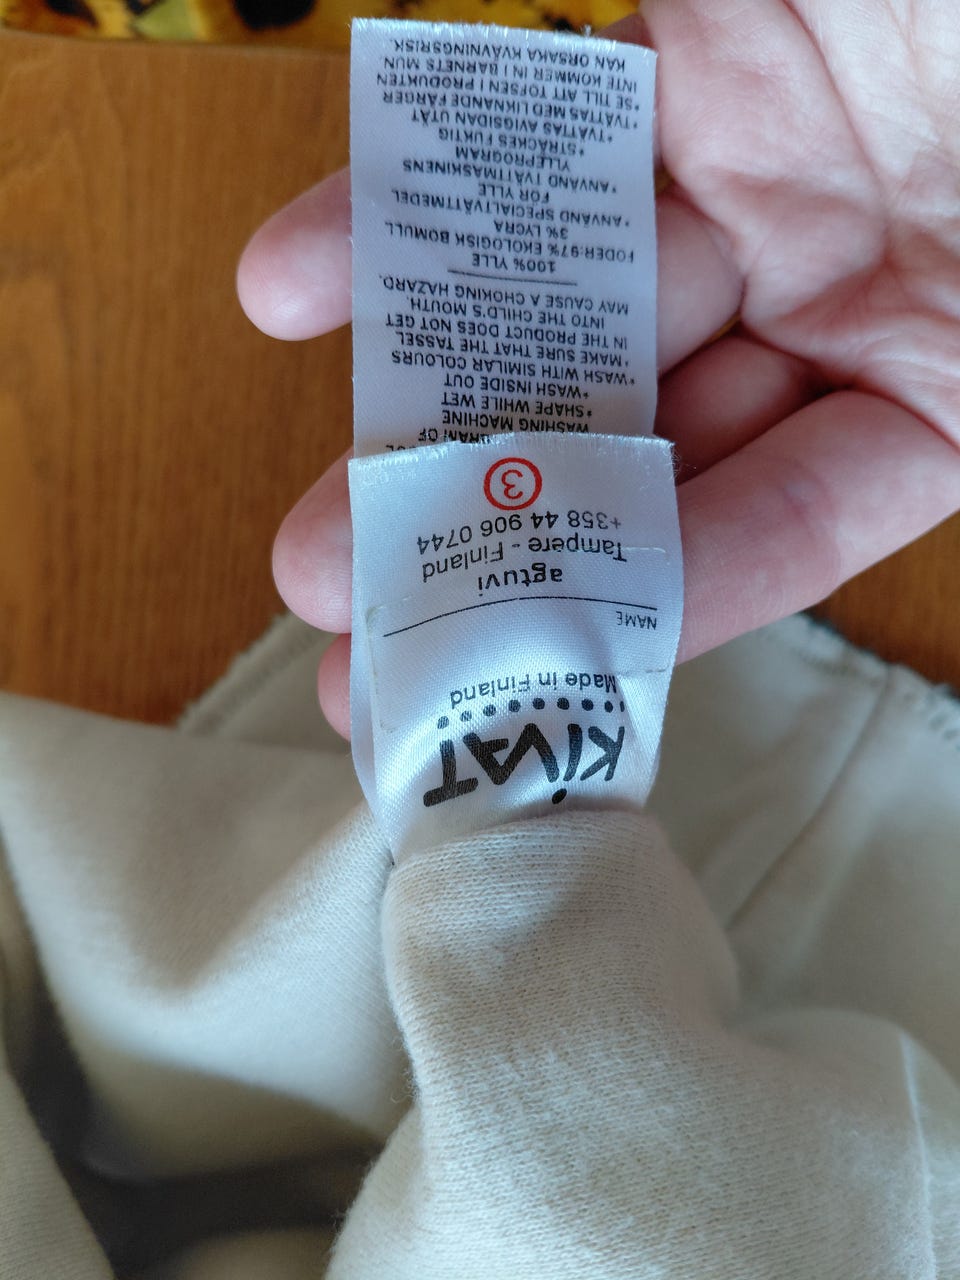 KIVAT
Made in Finland
NAME
agtuvi
Tampere - Finland
+358 44 906 0744
3
OF
WASHING MACHINE
*SHAPE WHILE WET
*WASH INSIDE OUT
*WASH WITH SIMILAR COLOURS
*MAKE SURE THAT THE TASSEL
IN THE PRODUCT DOES NOT GET
INTO THE CHILD'S MOUTH.
MAY CAUSE A CHOKING HAZARD.
100% YLLE
FODER:97% EKOLOGISK BOMULL
3% LYCRA
*ANVÄND SPECIALTVÄTTMEDEL
FÖR YLLE
*ANVÄND TVÄTTMASKINENS
YLLEPROGRAM
*STRÄCKES FUKTIG
*TVÄTTAS AVIGSIDAN UTÅT
*TVÄTTAS MED LIKNANDE FÄRGER
*SE TILL ATT TOFSEN I PRODUKTEN
INTE KOMMER IN I BARNETS MUN.
KAN ORSAKA KVÄVNINGSRISK.